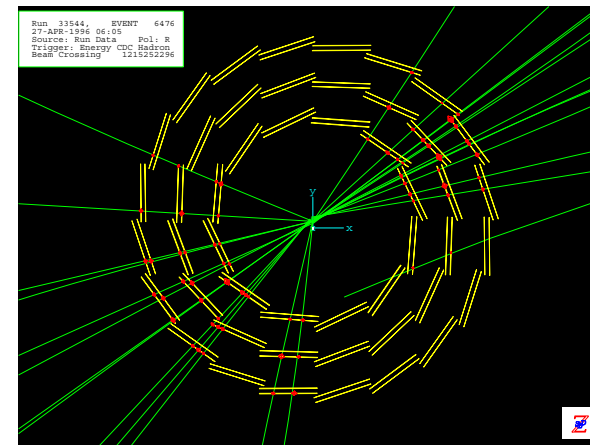 Run 33544, EVENT 6476
27-APR-1996 06:05
Source: Run Data Pol: R
Trigger: Energy CDC Hadron
Beam Crossing 1215252296
y
x